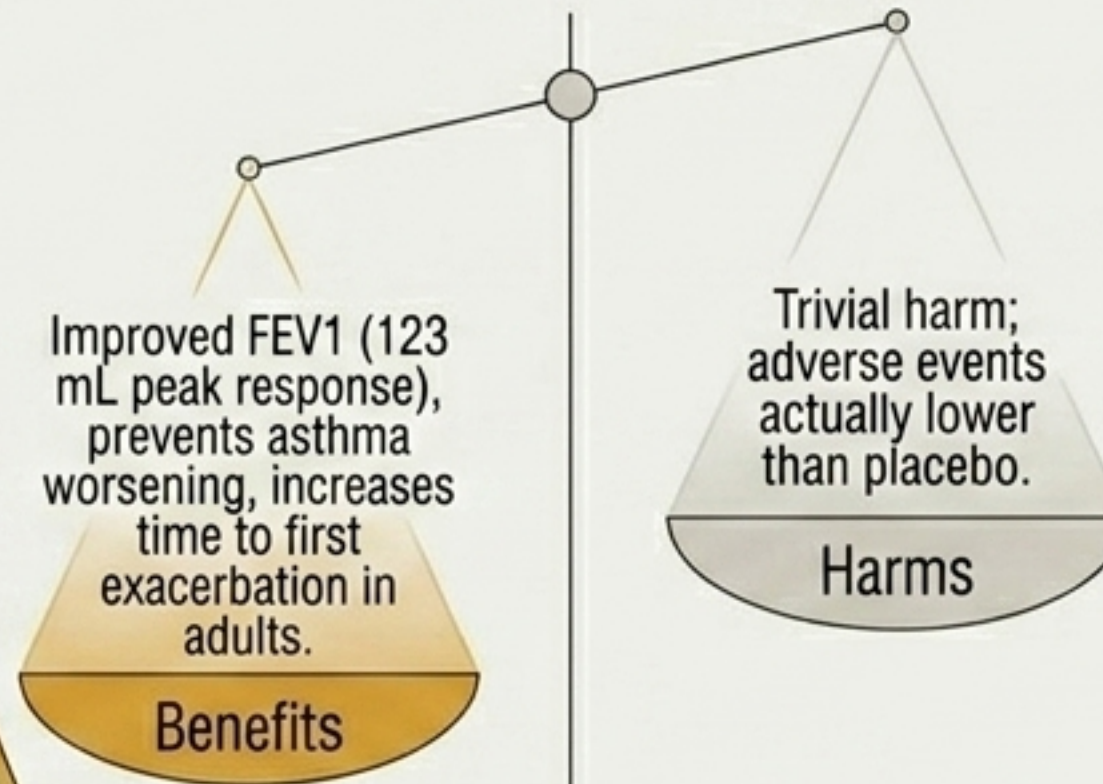 Improved FEV1 (123
mL peak response),
prevents asthma
worsening, increases
time to first
exacerbation in
adults.
Benefits
Trivial harm;
adverse events
actually lower
than placebo.
Harms